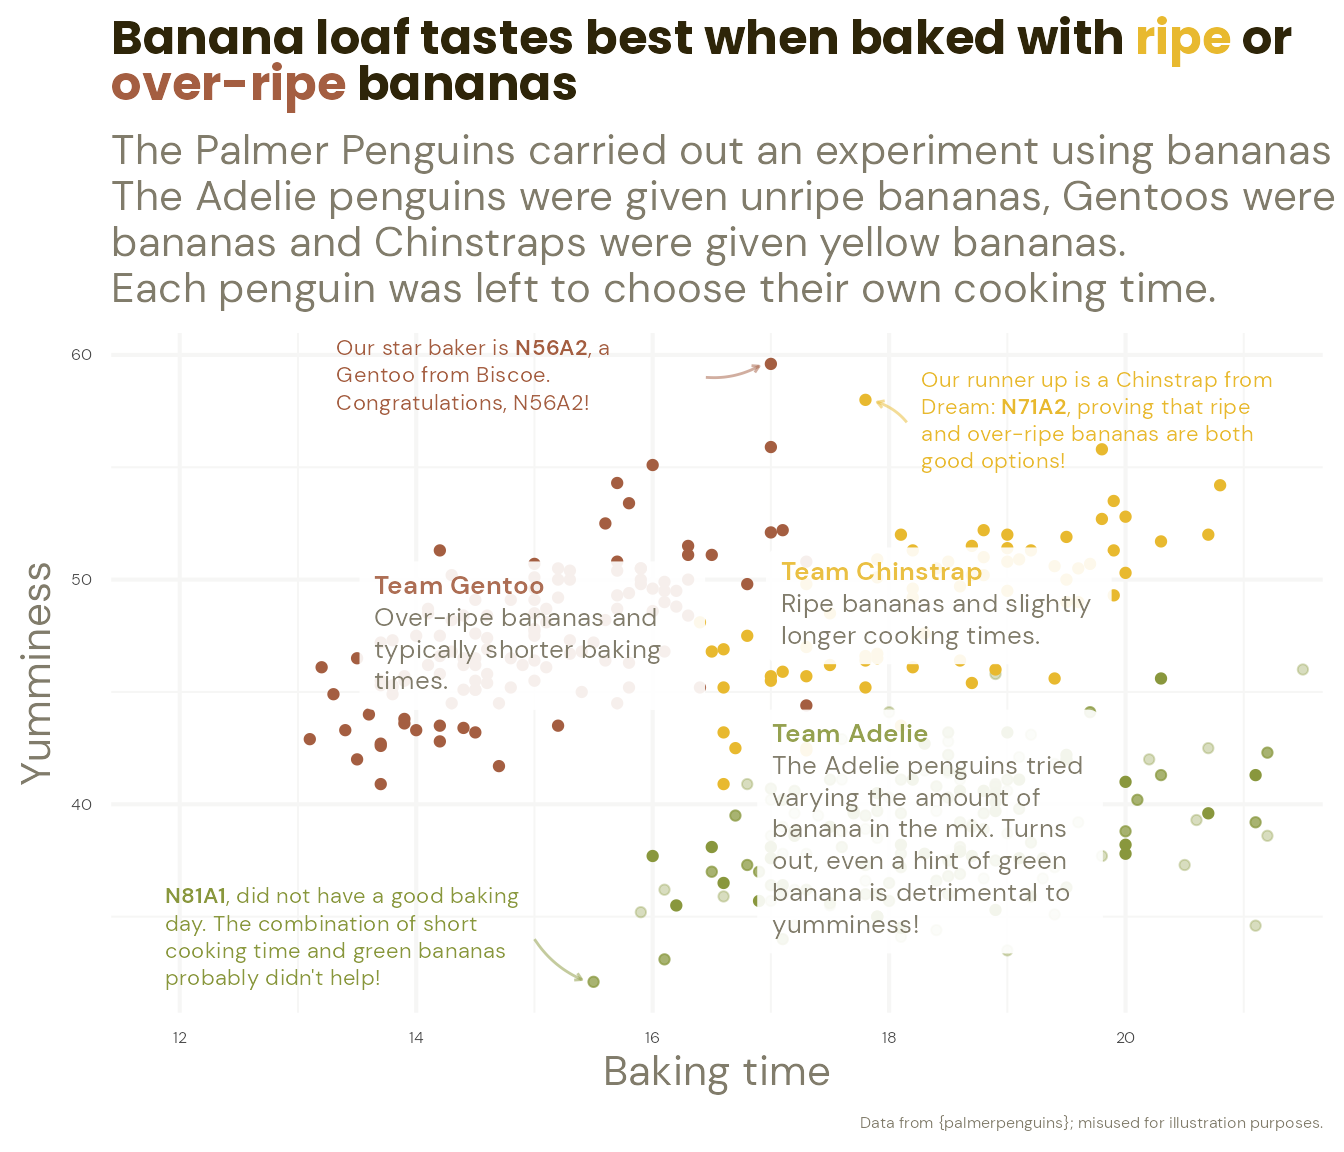 Banana loaf tastes best when baked with ripe or
over-ripe bananas
The Palmer Penguins carried out an experiment using bananas
The Adelie penguins were given unripe bananas, Gentoos were
bananas and Chinstraps were given yellow bananas.
Each penguin was left to choose their own cooking time.
60
50
40
Yumminess
Our star baker is N56A2, a
Gentoo from Biscoe.
Congratulations, N56A2!
Our runner up is a Chinstrap from
Dream: N71A2, proving that ripe
and over-ripe bananas are both
good options!
Team Gentoo
Over-ripe bananas and
typically shorter baking
times.
Team Chinstrap
Ripe bananas and slightly
longer cooking times.
Team Adelie
The Adelie penguins tried
varying the amount of
banana in the mix. Turns
out, even a hint of green
banana is detrimental to
yumminess!
N81A1, did not have a good baking
day. The combination of short
cooking time and green bananas
probably didn't help!
12
14
16
18
20
Baking time
Data from {palmerpenguins}; misused for illustration purposes.